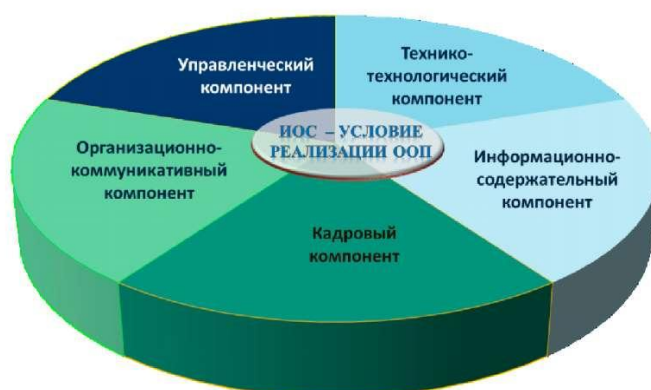 Управленческий
компонент
Технико-
технологический
компонент
ИОС – УСЛОВИЕ
РЕАЛИЗАЦИИ ООП
Организационно-
коммуникативный
компонент
Информационно-
содержательный
компонент
Кадровый
компонент